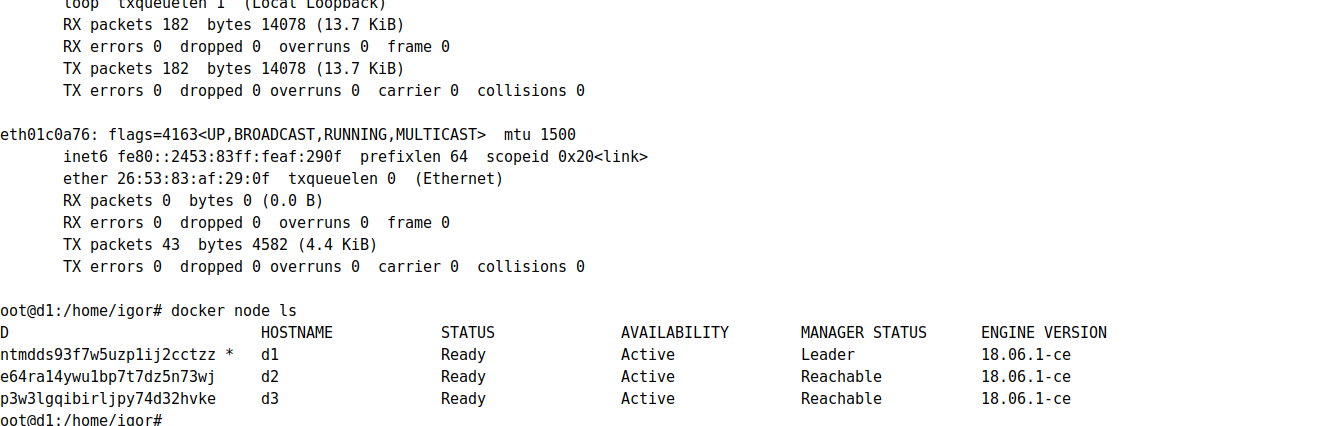 loop  txqueuelen 1  (Local Loopback)
RX packets 182  bytes 14078 (13.7 KiB)
RX errors 0  dropped 0  overruns 0  frame 0
TX packets 182  bytes 14078 (13.7 KiB)
TX errors 0  dropped 0 overruns 0  carrier 0  collisions 0
eth01c0a76: flags=4163<UP,BROADCAST,RUNNING,MULTICAST>  mtu 1500
inet6 fe80::2453:83ff:feaf:290f  prefixlen 64  scopeid 0x20<link>
ether 26:53:83:af:29:0f  txqueuelen 0  (Ethernet)
RX packets 0  bytes 0 (0.0 B)
RX errors 0  dropped 0  overruns 0  frame 0
TX packets 43  bytes 4582 (4.4 KiB)
TX errors 0  dropped 0 overruns 0  carrier 0  collisions 0
oot@d1:/home/igor# docker node ls
D                            HOSTNAME            STATUS              AVAILABILITY        MANAGER STATUS      ENGINE VERSION
ntmdds93f7w5uzp1ij2cctzz *   d1                  Ready               Active              Leader              18.06.1-ce
e64ra14ywu1bp7t7dz5n73wj     d2                  Ready               Active              Reachable           18.06.1-ce
p3w3lgqibirljpy74d32hvke     d3                  Ready               Active              Reachable           18.06.1-ce
oot@d1:/home/igor#